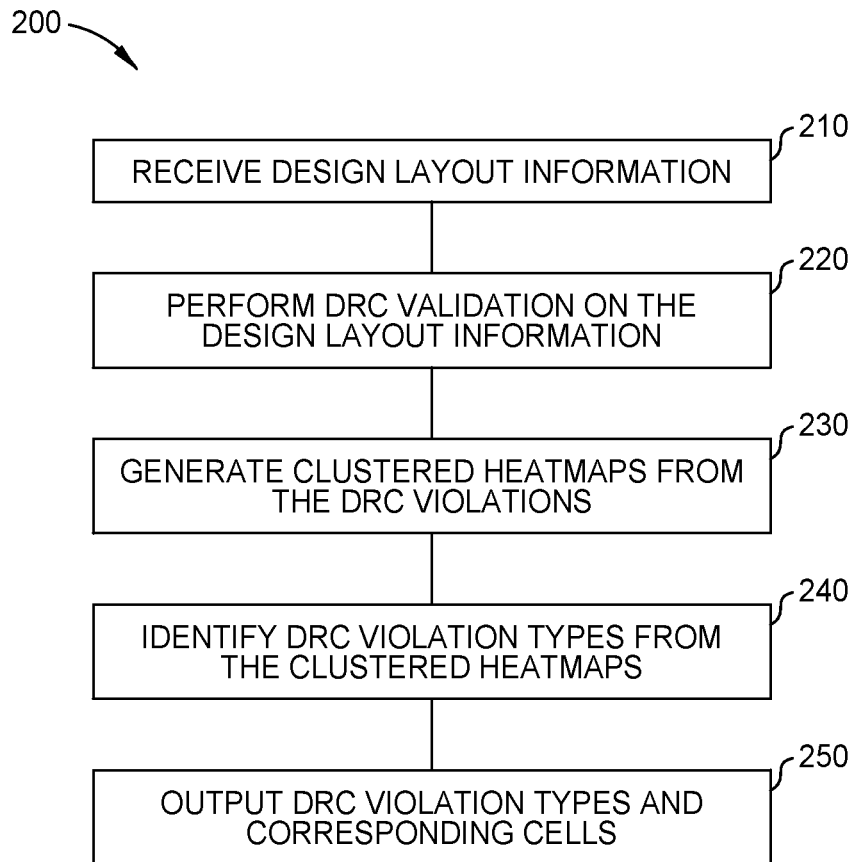 200
210
RECEIVE DESIGN LAYOUT INFORMATION
220
PERFORM DRC VALIDATION ON THE
DESIGN LAYOUT INFORMATION
230
GENERATE CLUSTERED HEATMAPS FROM
THE DRC VIOLATIONS
240
IDENTIFY DRC VIOLATION TYPES FROM
THE CLUSTERED HEATMAPS
250
OUTPUT DRC VIOLATION TYPES AND
CORRESPONDING CELLS